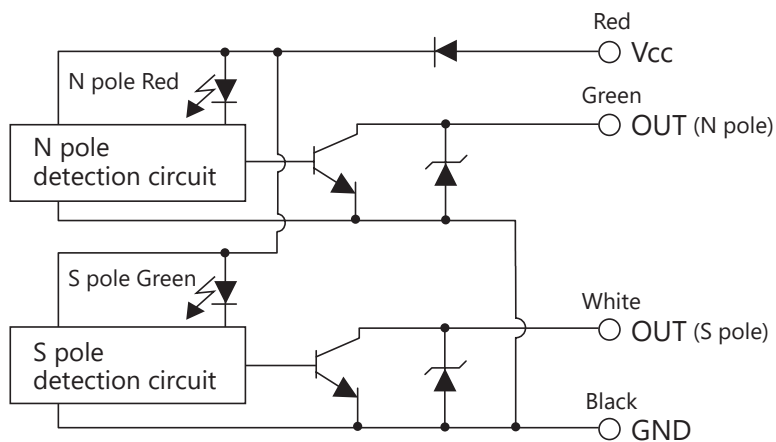 Red
Vcc
N pole Red
Green
OUT (N pole)
N pole
detection circuit
S pole Green
White
OUT (S pole)
S pole
detection circuit
Black
GND